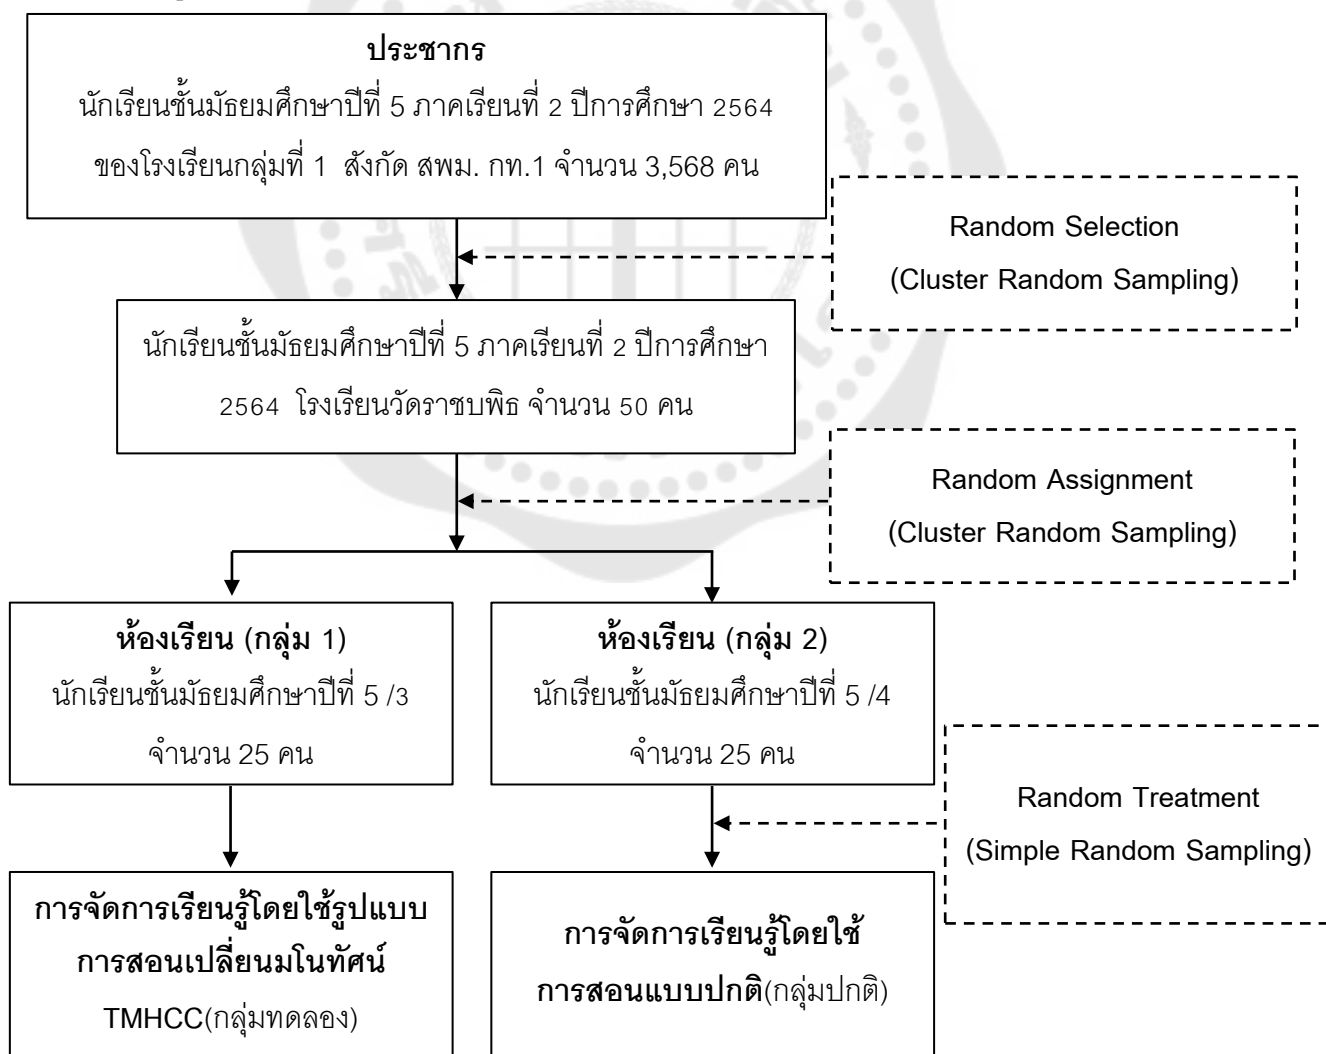 ประชากร
นักเรียนชั้นมัธยมศึกษาปีที่ 5 ภาคเรียนที่ 2 ปีการศึกษา 2564
ของโรงเรียนกลุ่มที่ 1 สังกัด สพม. กท.1 จำนวน 3,568 คน
Random Selection
(Cluster Random Sampling)
นักเรียนชั้นมัธยมศึกษาปีที่ 5 ภาคเรียนที่ 2 ปีการศึกษา
2564 โรงเรียนวัดราชบพิธ จำนวน 50 คน
Random Assignment
(Cluster Random Sampling)
ห้องเรียน (กลุ่ม 1)
นักเรียนชั้นมัธยมศึกษาปีที่ 5 /3
จำนวน 25 คน
ห้องเรียน (กลุ่ม 2)
นักเรียนชั้นมัธยมศึกษาปีที่ 5 /4
จำนวน 25 คน
Random Treatment
(Simple Random Sampling)
การจัดการเรียนรู้โดยใช้รูปแบบ
การสอนเปลี่ยนมโนทัศน์
TMHCC(กลุ่มทดลอง)
การจัดการเรียนรู้โดยใช้
การสอนแบบปกติ(กลุ่มปกติ)